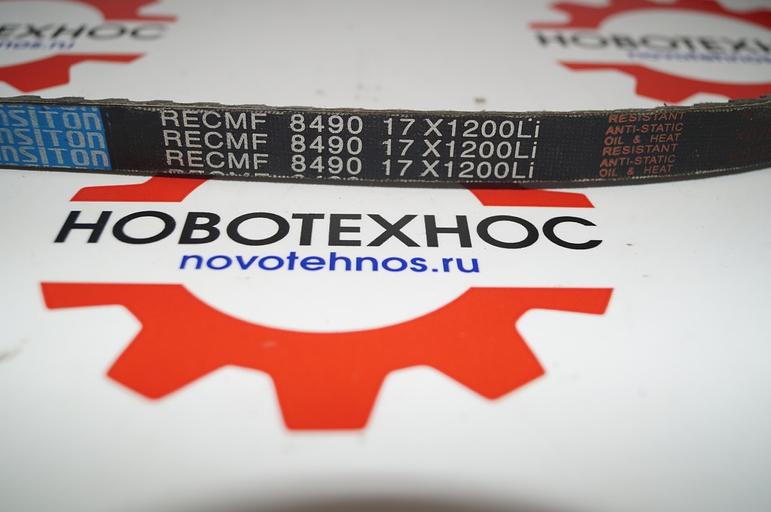 НОВОТЕХНОС
RECMF 8490 17X1200Li
RECMF 8490 17X1200Li
RECMF 8490 17X1200Li
RESISTANT
ANTI-STATIC
OIL & HEAT
RESISTANT
ANTI-STATIC
OIL & HEAT
НОВОТЕХНОС
novotehnos.ru